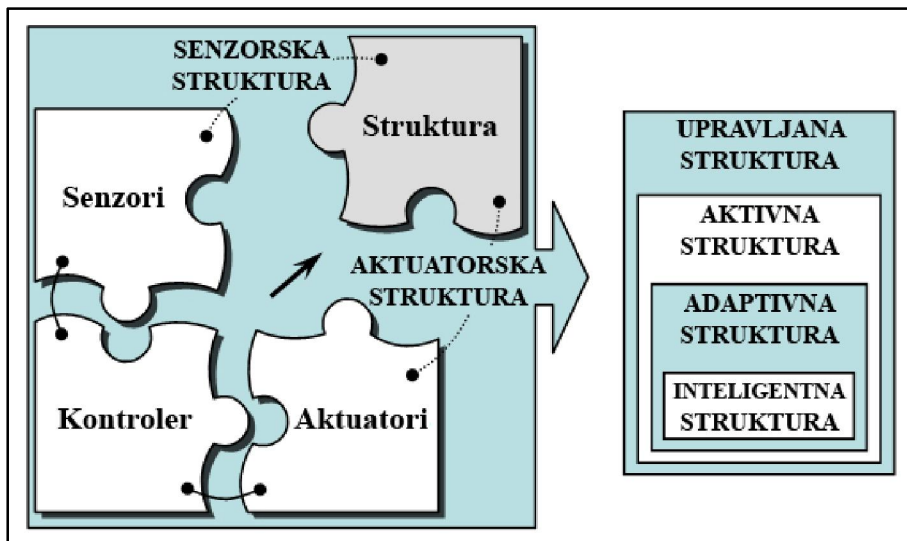 SENZORSKA
STRUKTURA
Struktura
Senzori
AKTUATORSKA
STRUKTURA
Kontroler
Aktuatori
UPRAVLJANA
STRUKTURA
AKTIVNA
STRUKTURA
ADAPTIVNA
STRUKTURA
INTELIGENTNA
STRUKTURA